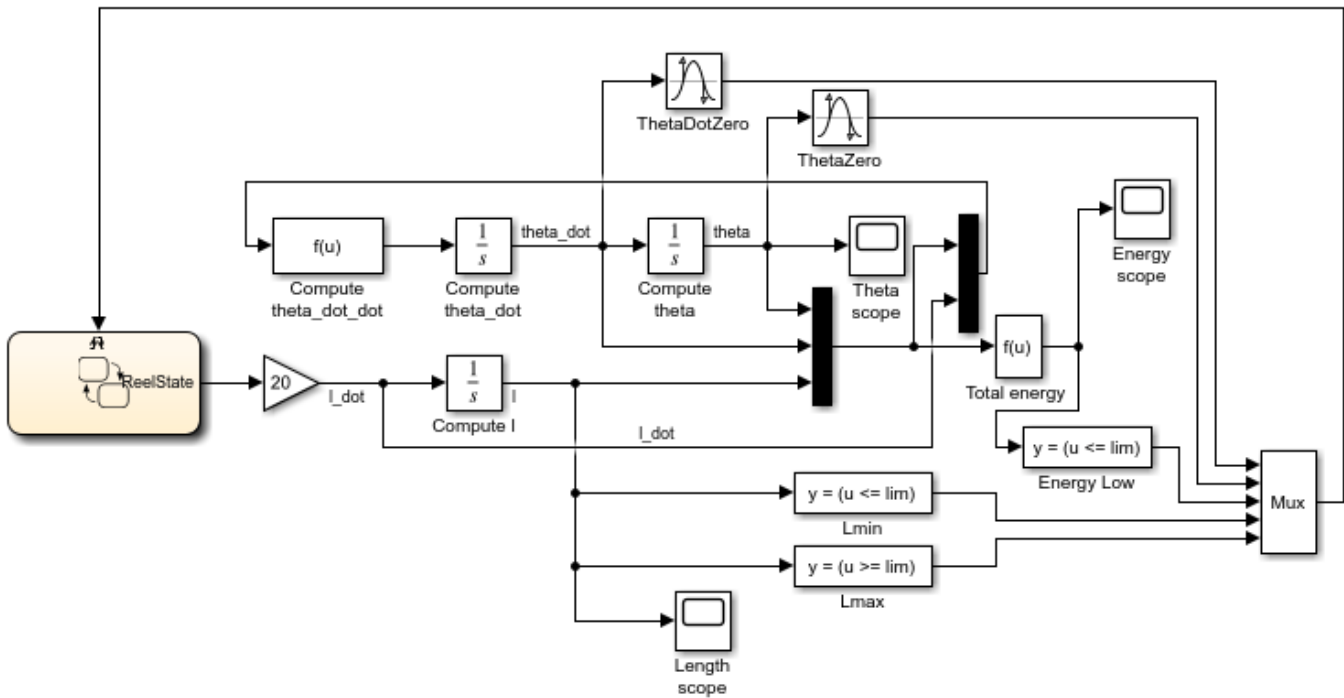 ThetaDotZero
ThetaZero
f(u)
Compute
theta_dot_dot
1
s
Compute
theta_dot
theta_dot
1
s
Compute
theta
theta
Theta
scope
Energy
scope
ReelState
20
l_dot
1
s
Compute l
l
l_dot
f(u)
Total energy
y = (u <= lim)
Energy Low
y = (u <= lim)
Lmin
y = (u >= lim)
Lmax
Mux
Length
scope